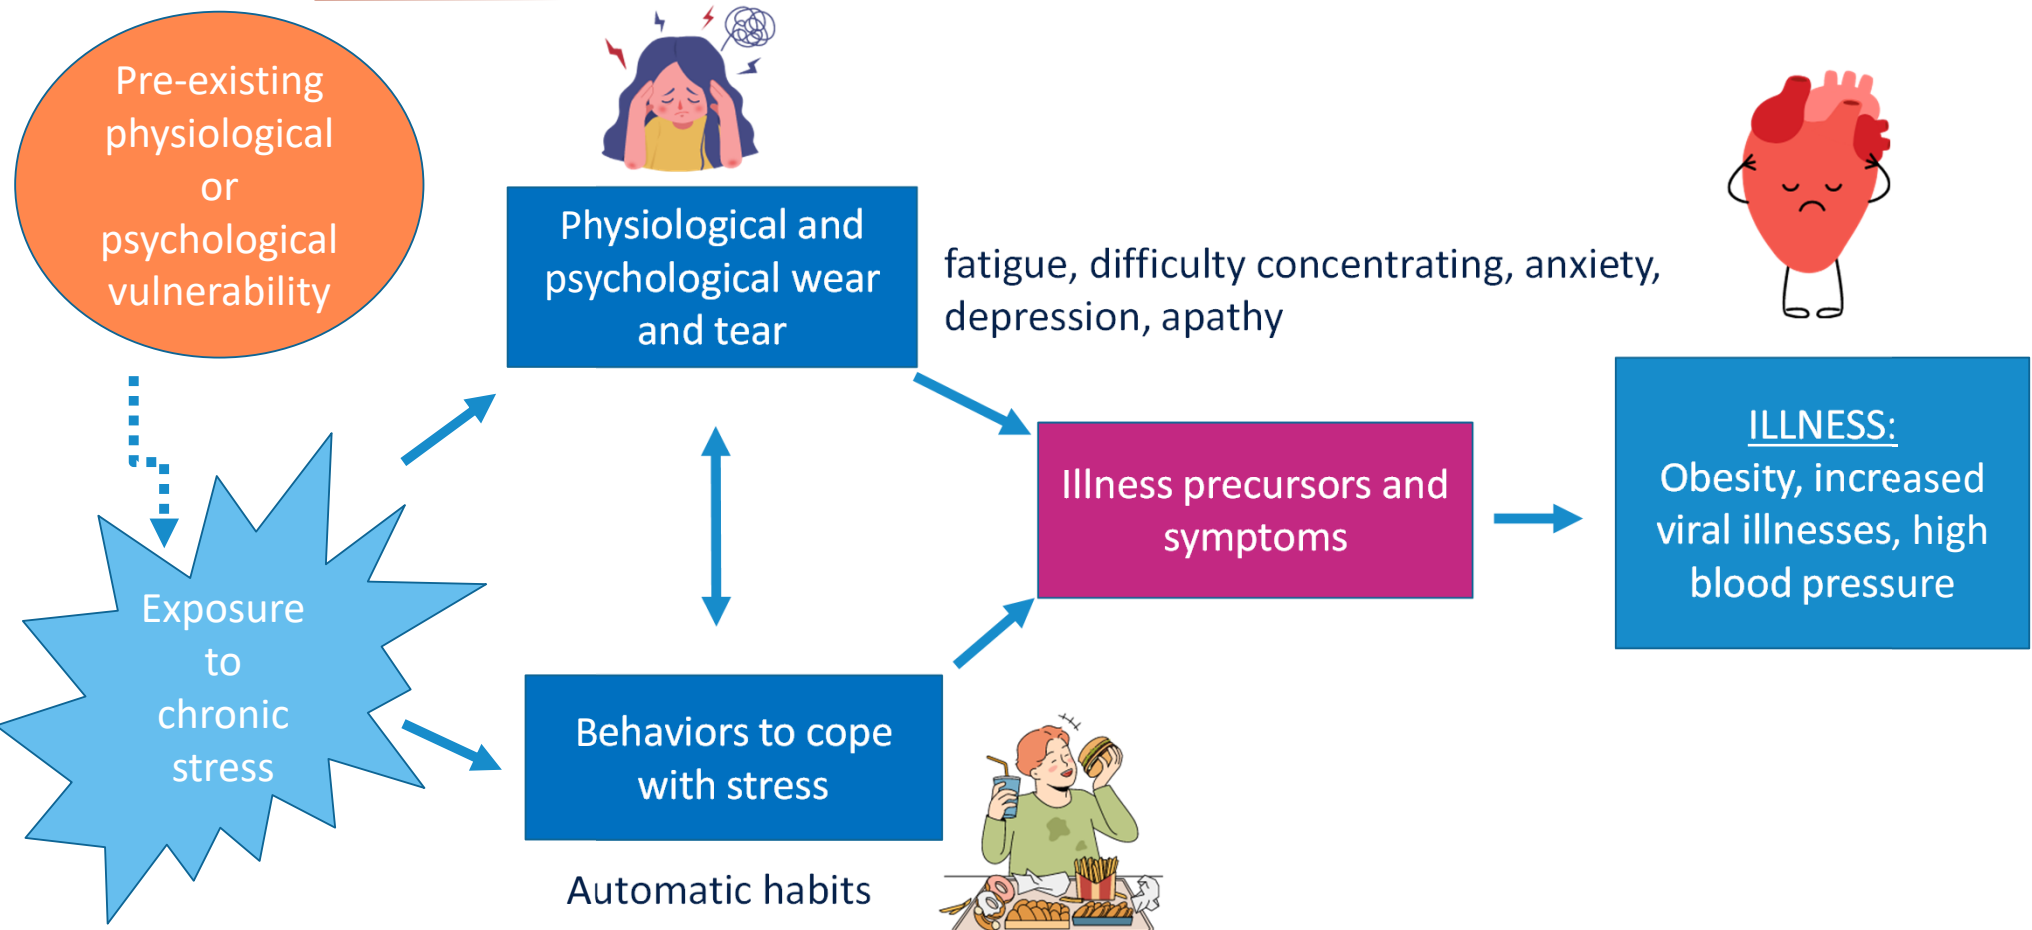 Pre-existing
physiological
or
psychological
vulnerability
Physiological and
psychological wear
and tear
fatigue, difficulty concentrating, anxiety,
depression, apathy
Illness precursors and
symptoms
ILLNESS:
Obesity, increased
viral illnesses, high
blood pressure
Exposure
to
chronic
stress
Behaviors to cope
with stress
Automatic habits